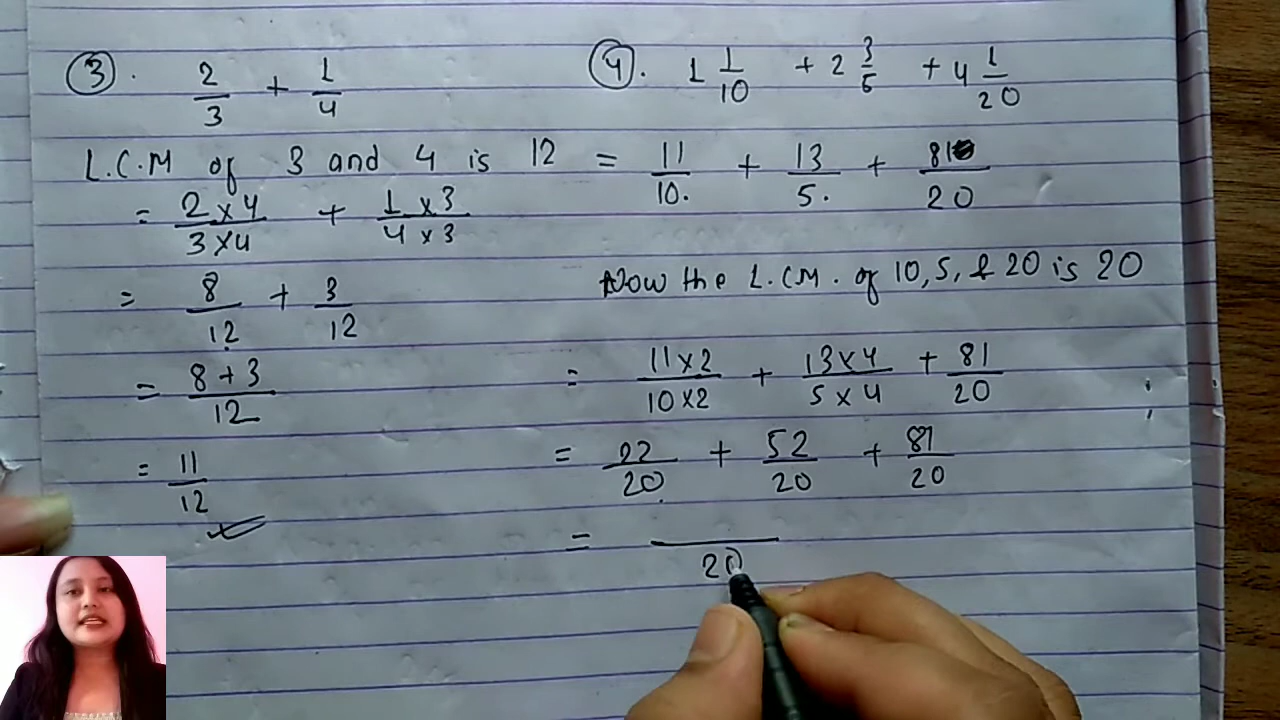 ③. 2/3 + 1/4
L.C.M of 3 and 4 is 12
= 2×4/3×4 + 1×3/4×3
= 8/12 + 3/12
= 8+3/12
= 11/12
④. 1 1/10 + 2 3/5 + 4 1/20
= 11/10. + 13/5. + 81/20
Now the L.CM. of 10, 5, & 20 is 20
= 11×2/10×2 + 13×4/5×4 + 81/20
= 22/20 + 52/20 + 81/20
= /20